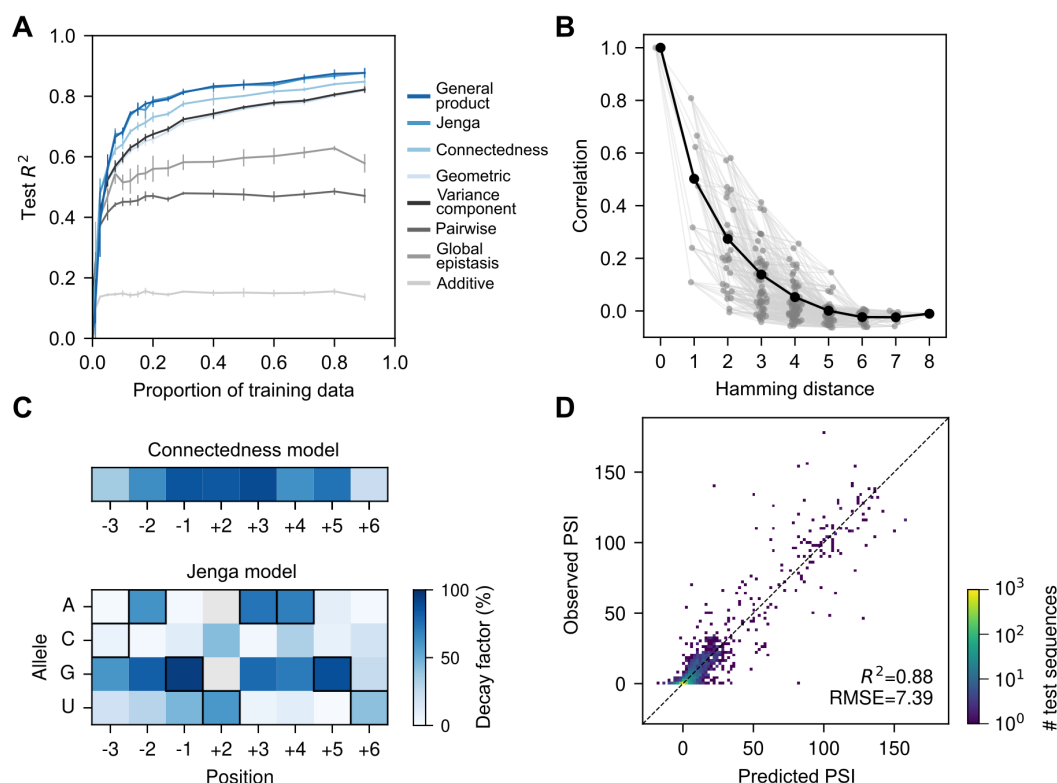 A
1.0
0.8
0.6
0.4
0.2
0.0
Test R²
0.0 0.2 0.4 0.6 0.8 1.0
Proportion of training data
General
product
Jenga
Connectedness
Geometric
Variance
component
Pairwise
Global
epistasis
Additive
B
1.0
0.8
0.6
0.4
0.2
0.0
Correlation
0 1 2 3 4 5 6 7 8
Hamming distance
C
Connectedness model
-3 -2 -1 +2 +3 +4 +5 +6
Jenga model
A
C
G
U
Allele
-3 -2 -1 +2 +3 +4 +5 +6
Position
100
50
0
Decay factor (%)
D
150
100
50
0
Observed PSI
R²=0.88
RMSE=7.39
0 50 100 150
Predicted PSI
10³
10²
10¹
10⁰
# test sequences